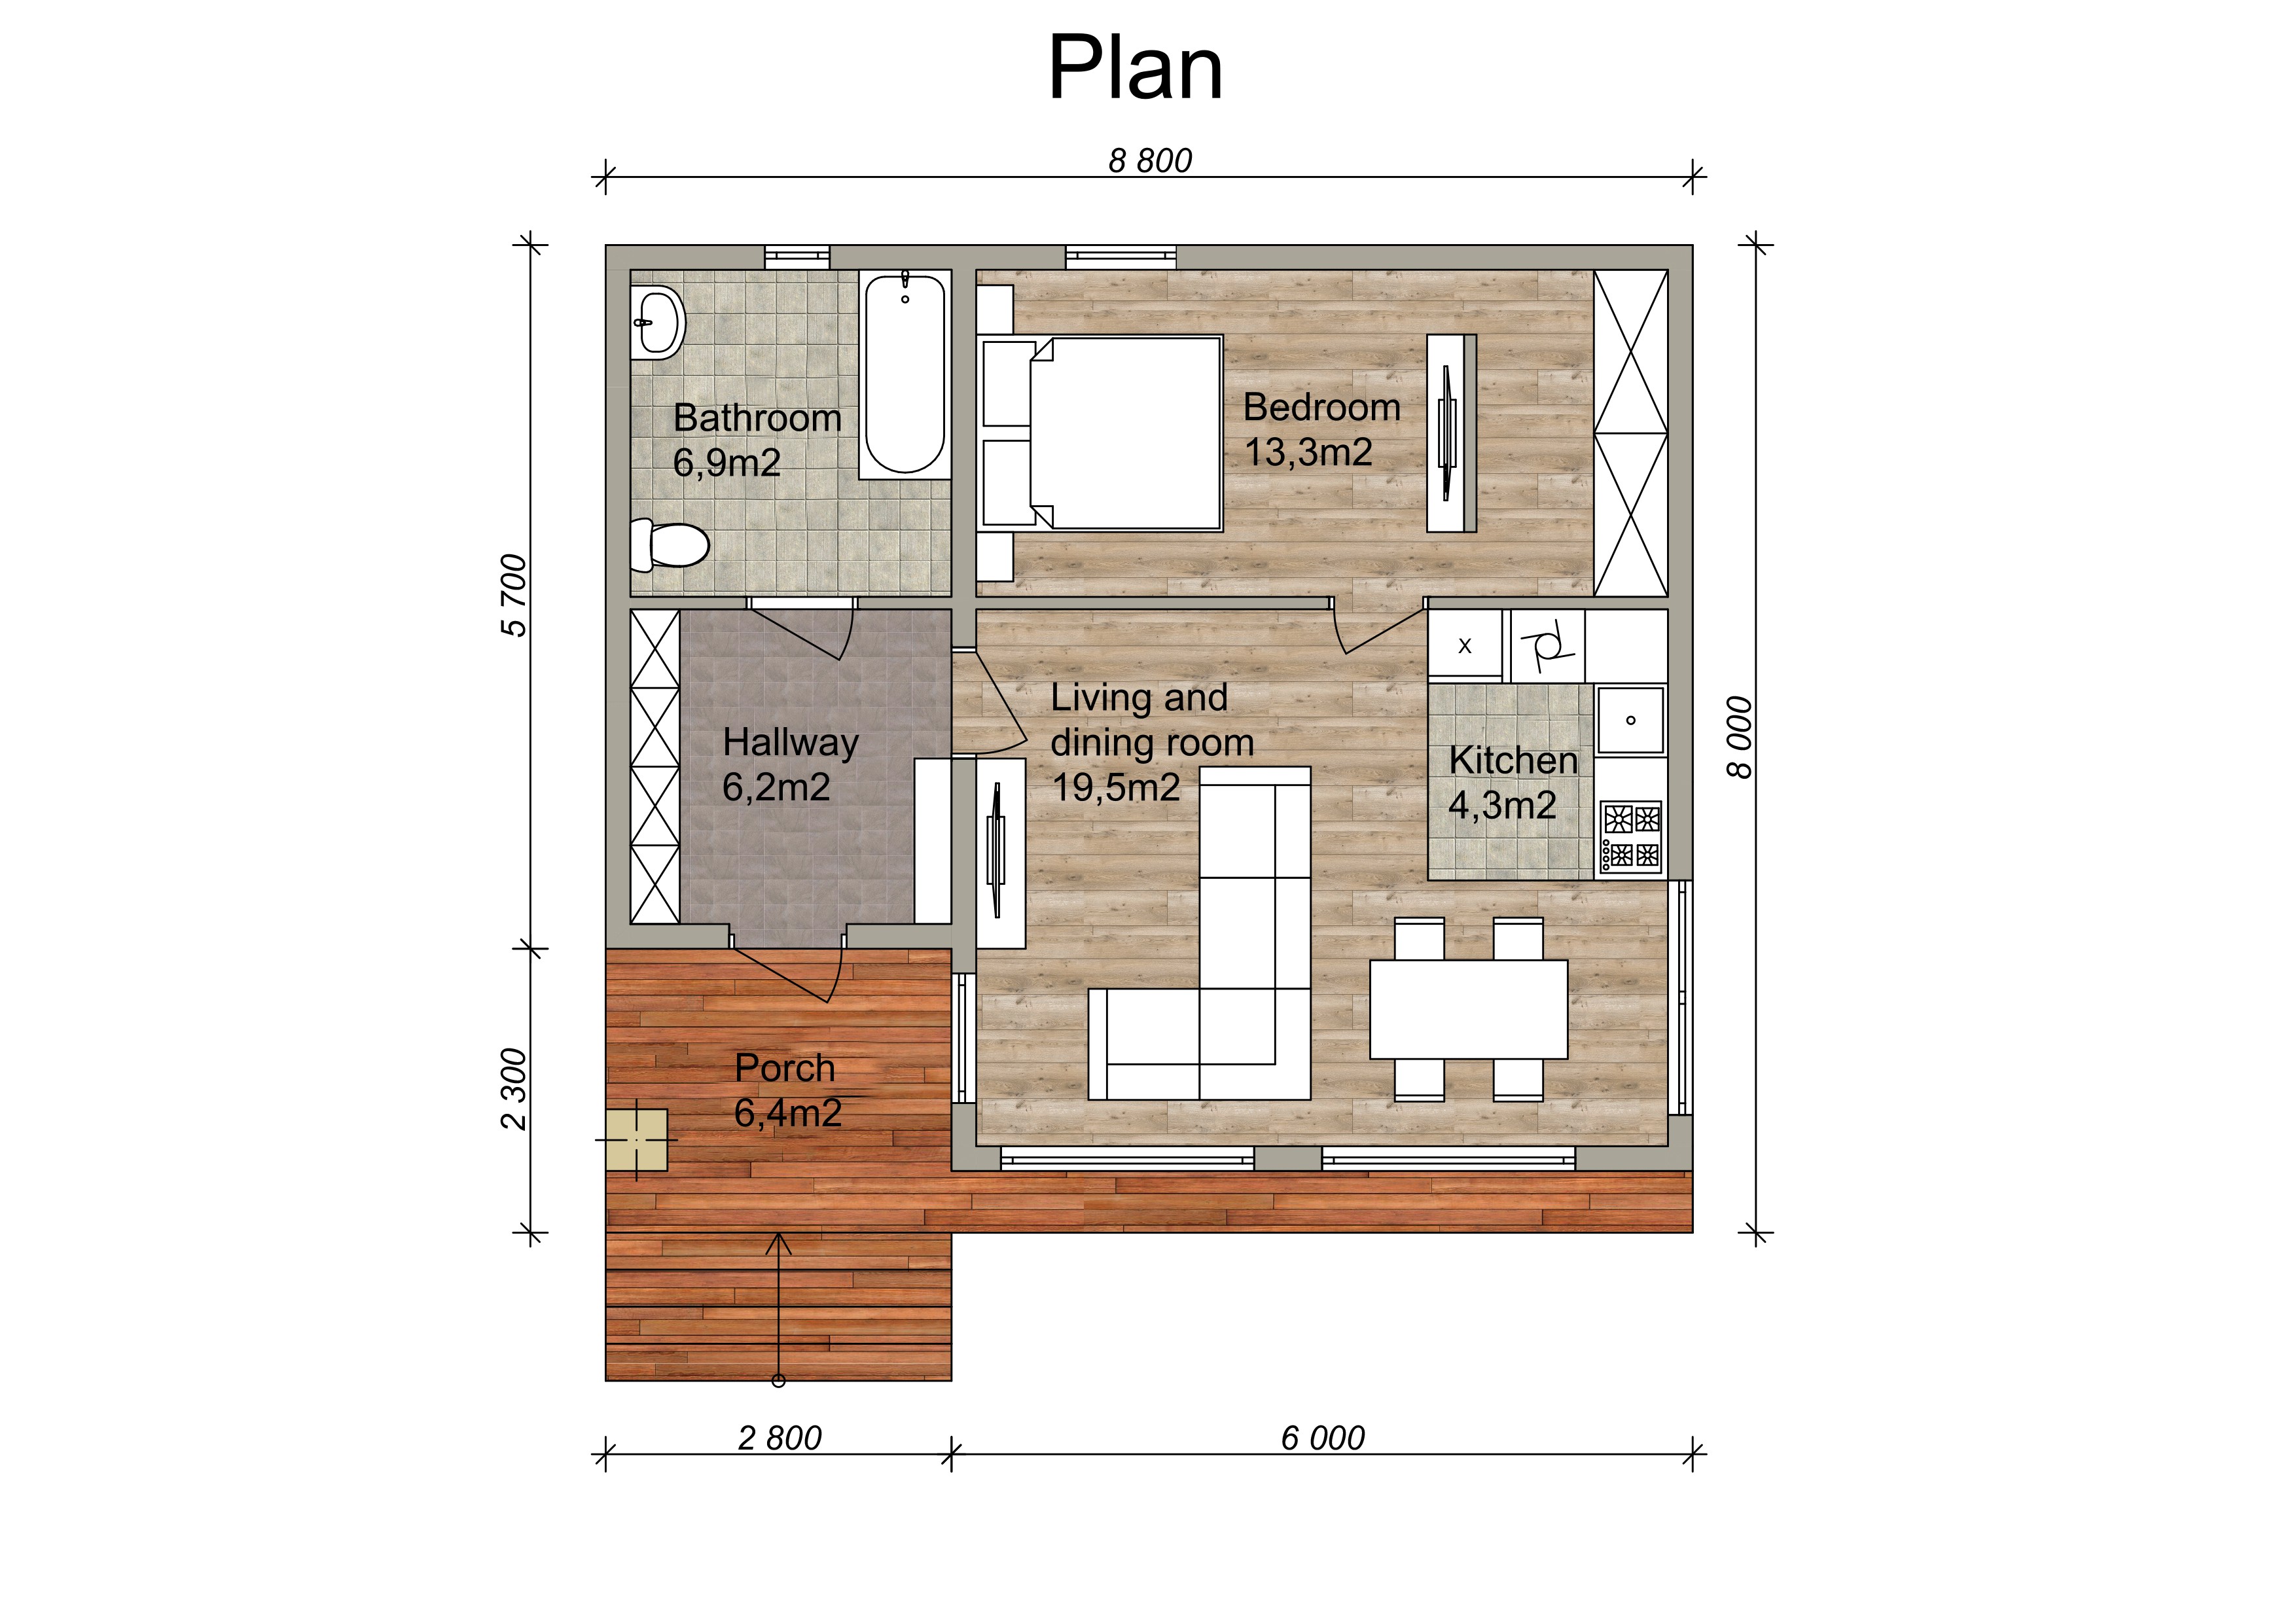 Plan
8 800
Bathroom
6,9m2
Bedroom
13,3m2
5 700
Hallway
6,2m2
Living and
dining room
19,5m2
X
Kitchen
4,3m2
8 000
Porch
6,4m2
2 300
2 800
6 000